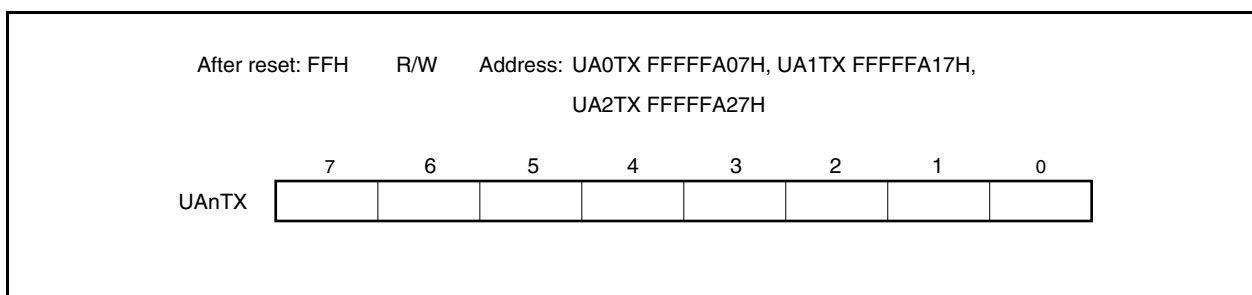 After reset: FFH R/W Address: UA0TX FFFFFA07H, UA1TX FFFFFA17H,
UA2TX FFFFFA27H
7 6 5 4 3 2 1 0
UAnTX